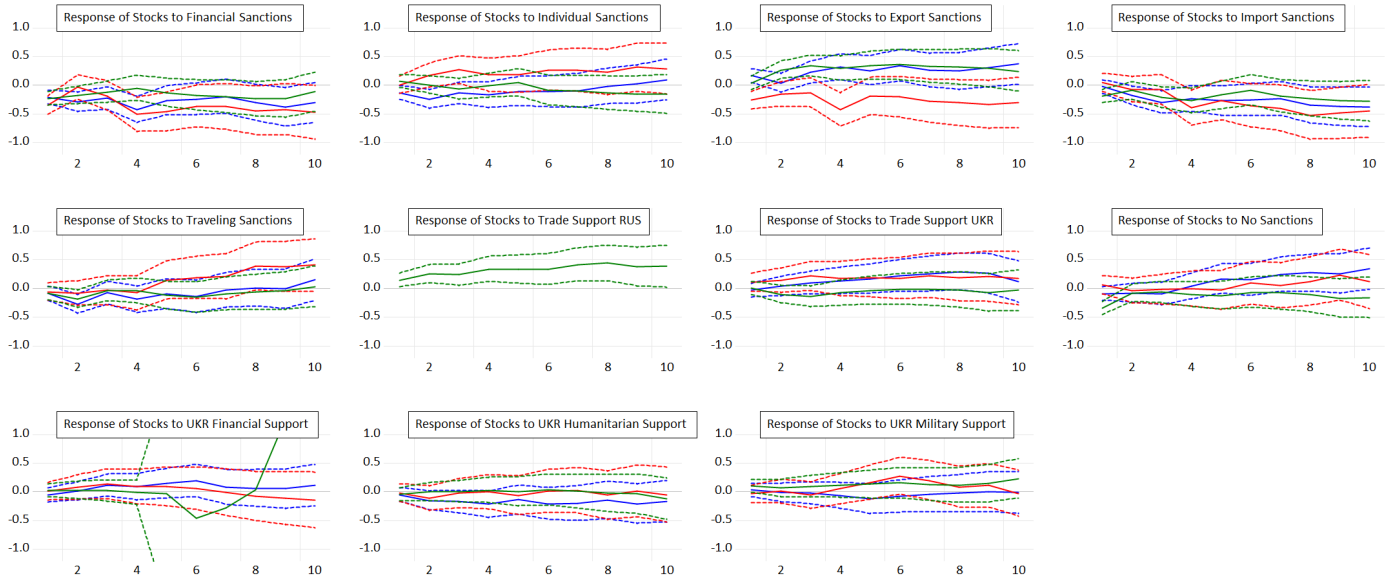 Response of Stocks to Financial Sanctions
1.0
0.5
0.0
-0.5
-1.0
2 4 6 8 10
Response of Stocks to Individual Sanctions
1.0
0.5
0.0
-0.5
-1.0
2 4 6 8 10
Response of Stocks to Export Sanctions
1.0
0.5
0.0
-0.5
-1.0
2 4 6 8 10
Response of Stocks to Import Sanctions
1.0
0.5
0.0
-0.5
-1.0
2 4 6 8 10
Response of Stocks to Traveling Sanctions
1.0
0.5
0.0
-0.5
-1.0
2 4 6 8 10
Response of Stocks to Trade Support RUS
1.0
0.5
0.0
-0.5
-1.0
2 4 6 8 10
Response of Stocks to Trade Support UKR
1.0
0.5
0.0
-0.5
-1.0
2 4 6 8 10
Response of Stocks to No Sanctions
1.0
0.5
0.0
-0.5
-1.0
2 4 6 8 10
Response of Stocks to UKR Financial Support
1.0
0.5
0.0
-0.5
-1.0
2 4 6 8 10
Response of Stocks to UKR Humanitarian Support
1.0
0.5
0.0
-0.5
-1.0
2 4 6 8 10
Response of Stocks to UKR Military Support
1.0
0.5
0.0
-0.5
-1.0
2 4 6 8 10